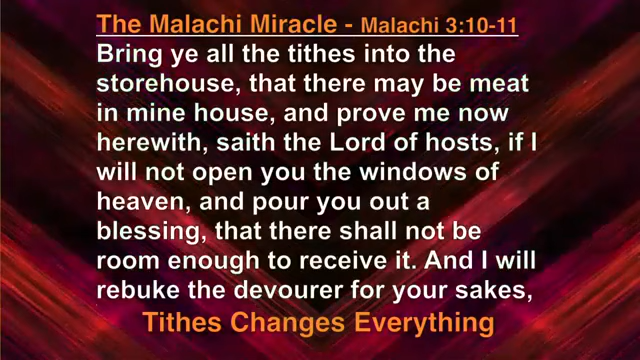 The Malachi Miracle - Malachi 3:10-11
Bring ye all the tithes into the
storehouse, that there may be meat
in mine house, and prove me now
herewith, saith the Lord of hosts, if I
will not open you the windows of
heaven, and pour you out a
blessing, that there shall not be
room enough to receive it. And I will
rebuke the devourer for your sakes,
Tithes Changes Everything